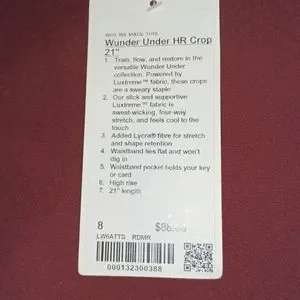 WHY WE MADE THIS
Wunder Under HR Crop
21"
1. Train, flow, and restore in the
versatile Wunder Under
collection. Powered by
Luxtreme™ fabric, these crops
are a sweaty staple
2. Our slick and supportive
Luxtreme™ fabric is
sweat-wicking, four-way
stretch, and feels cool to the
touch
3. Added Lycra® fibre for stretch
and shape retention
4. Waistband lies flat and won't
dig in
5. Waistband pocket holds your key
or card
6. High rise
7. 21" length
8
LW6ATTS RDMR
000132300388